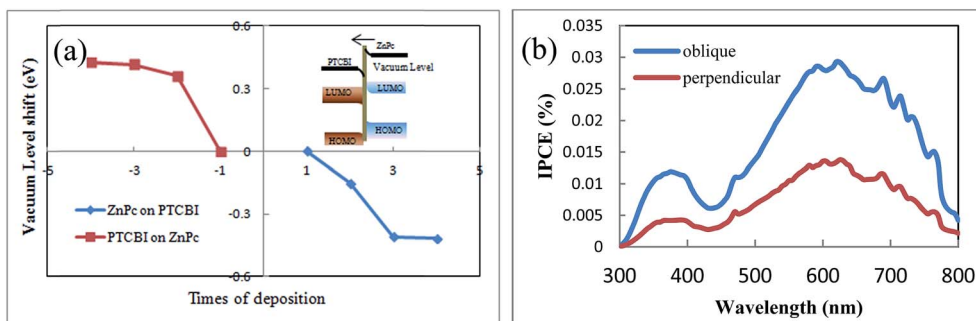 (a)
Vacuum Level shift (eV)
0.6
0.3
0
-0.3
-0.6
-5
-3
-1
1
3
5
Times of deposition
ZnPc on PTCBI
PTCBI on ZnPc
ZnPc
PTCBI
Vacuum Level
LUMO
LUMO
HOMO
HOMO
(b)
IPCE (%)
0.035
0.03
0.025
0.02
0.015
0.01
0.005
0
300
400
500
600
700
800
Wavelength (nm)
oblique
perpendicular